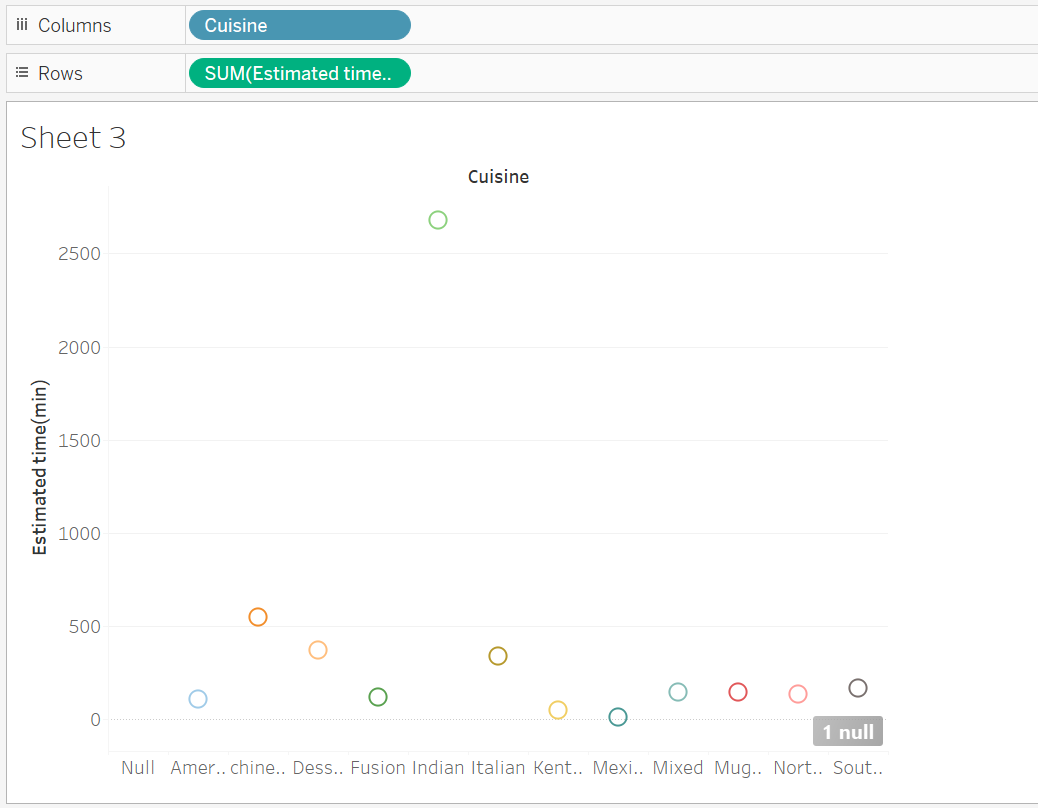 Columns Cuisine
Rows SUM(Estimated time..
Sheet 3
Cuisine
2500
2000
1500
1000
500
0
Estimated time(min)
1 null
Null Amer.. chine.. Dess.. Fusion Indian Italian Kent.. Mexi.. Mixed Mug.. Nort.. Sout..